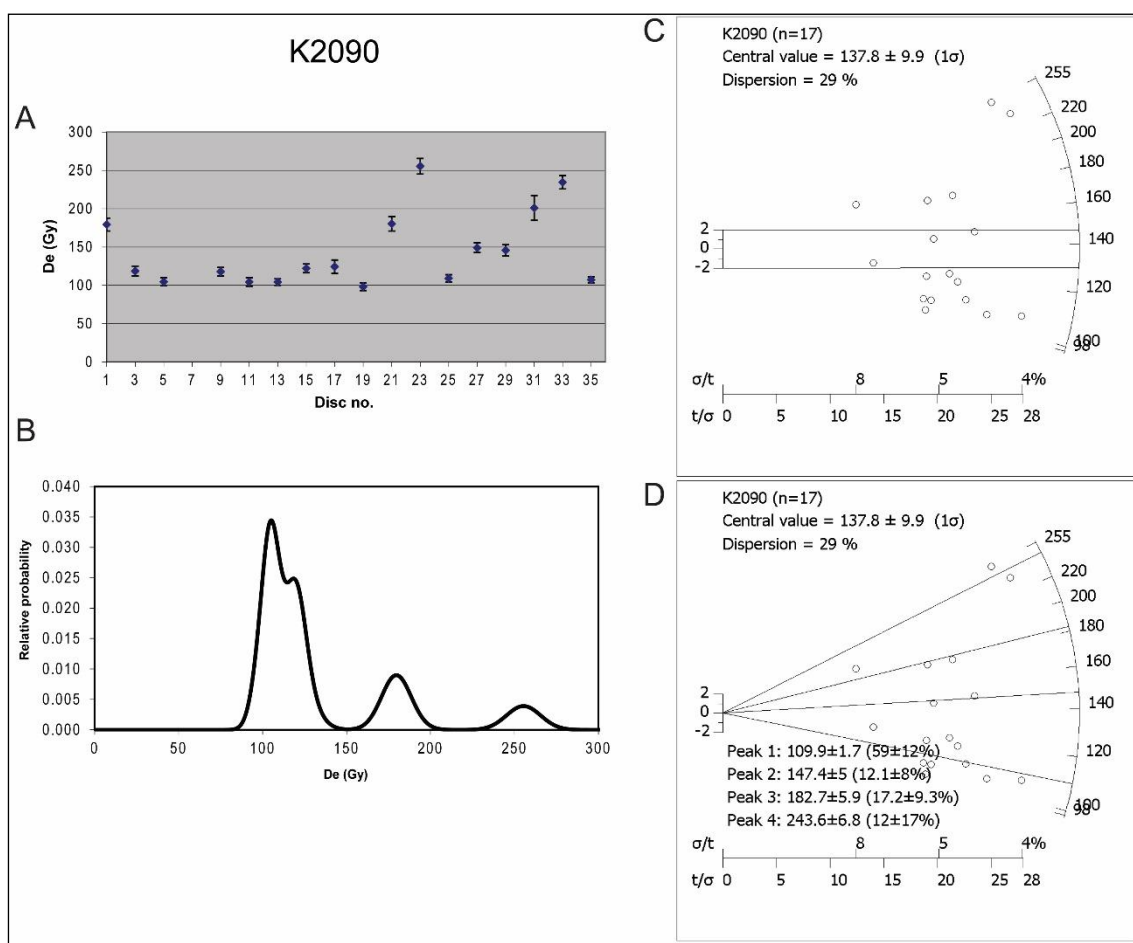 K2090
A
De (Gy)
300
250
200
150
100
50
0
1 3 5 7 9 11 13 15 17 19 21 23 25 27 29 31 33 35
Disc no.
B
Relative probability
0.040
0.035
0.030
0.025
0.020
0.015
0.010
0.005
0.000
0 50 100 150 200 250 300
De (Gy)
C
K2090 (n=17)
Central value = 137.8 ± 9.9 (1σ)
Dispersion = 29 %
255
220
200
180
160
140
120
100
98
2
0
-2
σ/t 8 5 4%
t/σ 0 5 10 15 20 25 28
D
K2090 (n=17)
Central value = 137.8 ± 9.9 (1σ)
Dispersion = 29 %
255
220
200
180
160
140
120
100
98
2
0
-2
Peak 1: 109.9±1.7 (59±12%)
Peak 2: 147.4±5 (12.1±8%)
Peak 3: 182.7±5.9 (17.2±9.3%)
Peak 4: 243.6±6.8 (12±17%)
σ/t 8 5 4%
t/σ 0 5 10 15 20 25 28